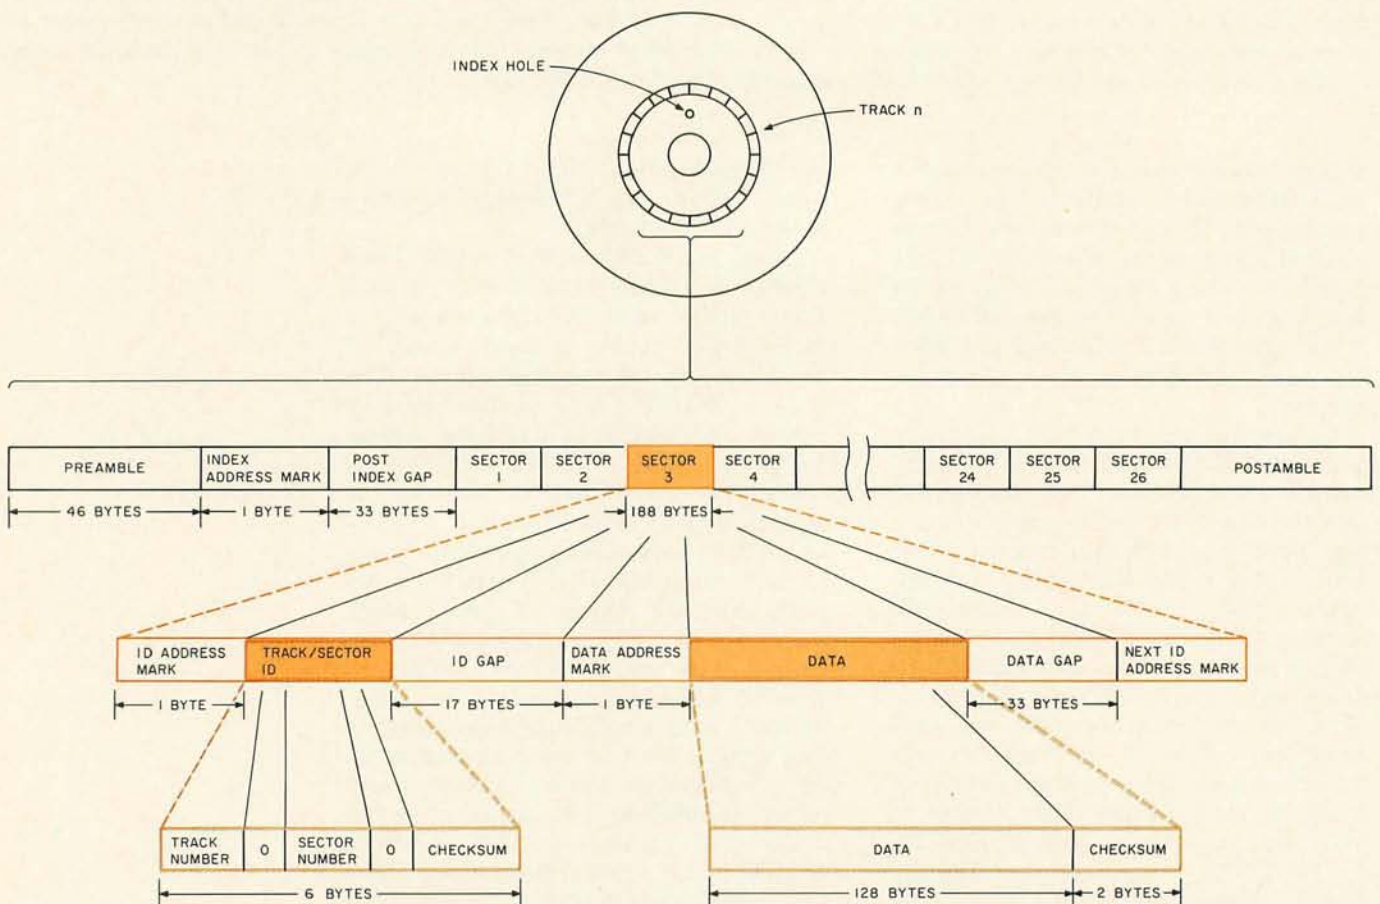 INDEX HOLE
TRACK n
PREAMBLE
INDEX
ADDRESS MARK
POST
INDEX GAP
SECTOR
1
SECTOR
2
SECTOR
3
SECTOR
4
SECTOR
24
SECTOR
25
SECTOR
26
POSTAMBLE
46 BYTES
1 BYTE
33 BYTES
188 BYTES
ID ADDRESS
MARK
TRACK/SECTOR
ID
ID GAP
DATA ADDRESS
MARK
DATA
DATA GAP
NEXT ID
ADDRESS MARK
1 BYTE
17 BYTES
1 BYTE
33 BYTES
TRACK
NUMBER
0
SECTOR
NUMBER
0
CHECKSUM
DATA
CHECKSUM
6 BYTES
128 BYTES
2 BYTES